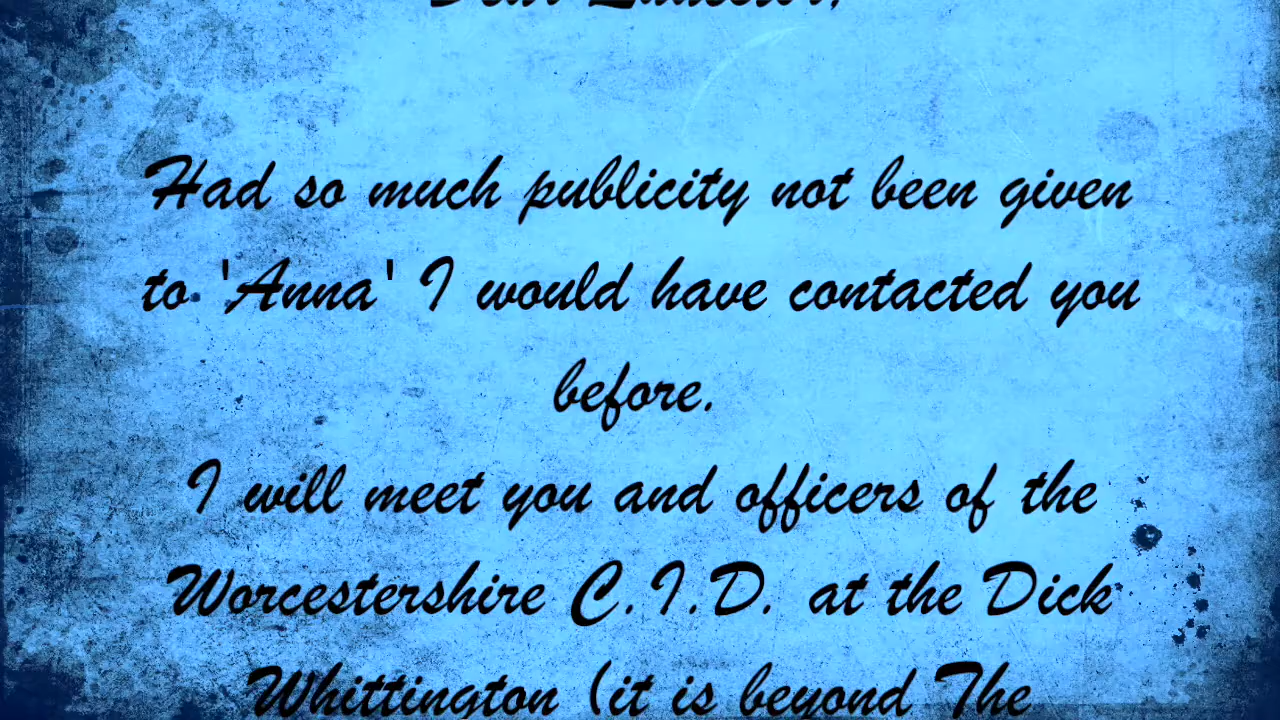 Had so much publicity not been given
to 'Anna' I would have contacted you
before.
I will meet you and officers of the
Worcestershire C.I.D. at the Dick
Whittington (it is beyond The